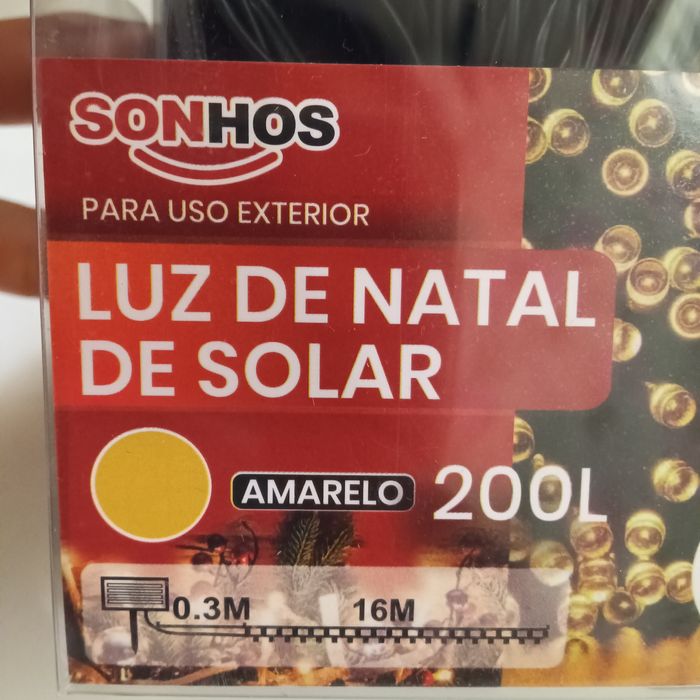 SONHOS
PARA USO EXTERIOR
LUZ DE NATAL
DE SOLAR
AMARELO 200L
0.3M 16M